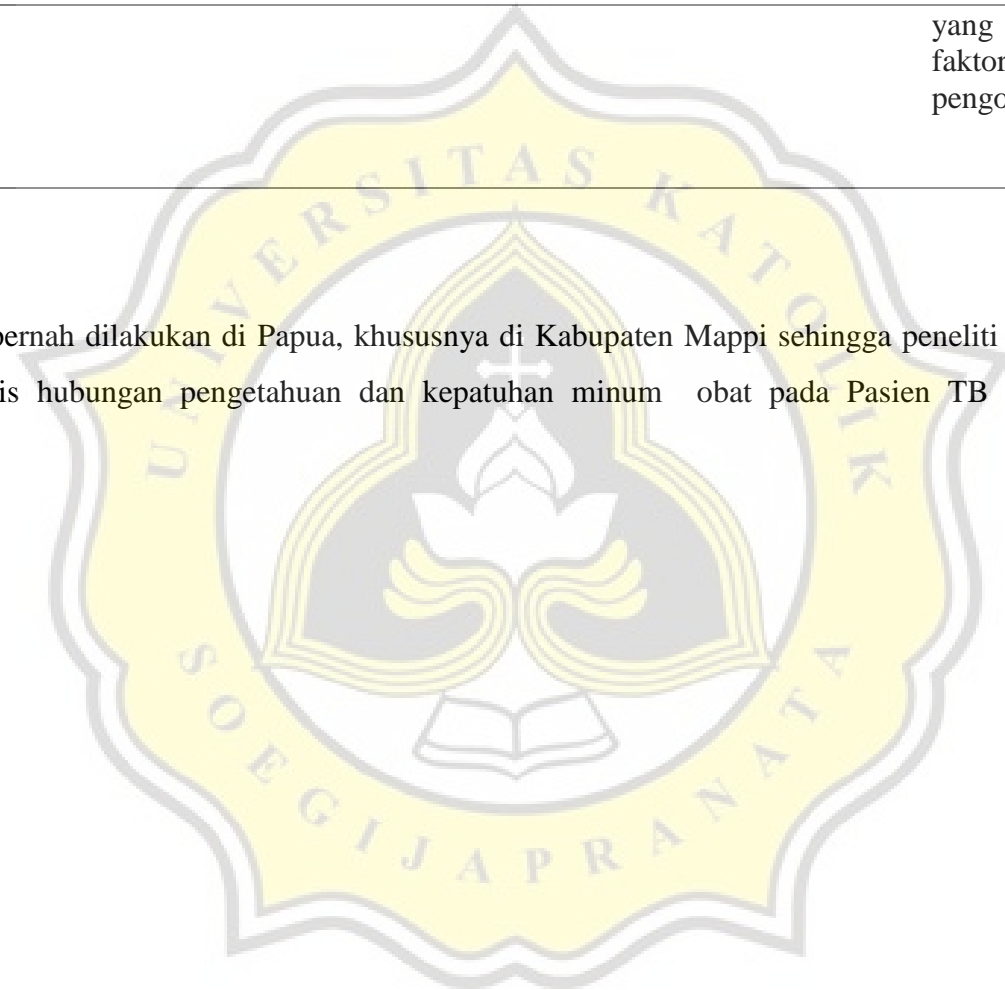 yang
faktor
pengo
pernah dilakukan di Papua, khususnya di Kabupaten Mappi sehingga peneliti
is hubungan pengetahuan dan kepatuhan minum obat pada Pasien TB
UNIVERSITAS KATOLIK
SOEGIJAPRANATA